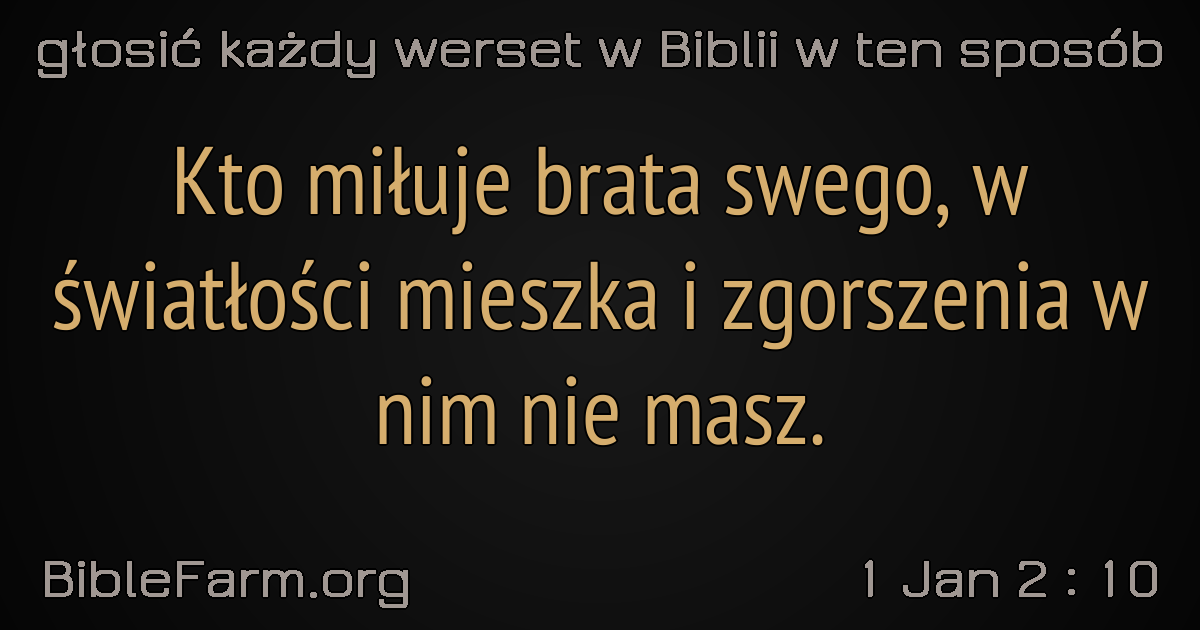 głosić każdy werset w Biblii w ten sposób
Kto miłuje brata swego, w
światłości mieszka i zgorszenia w
nim nie masz.
BibleFarm.org
1 Jan 2 : 10